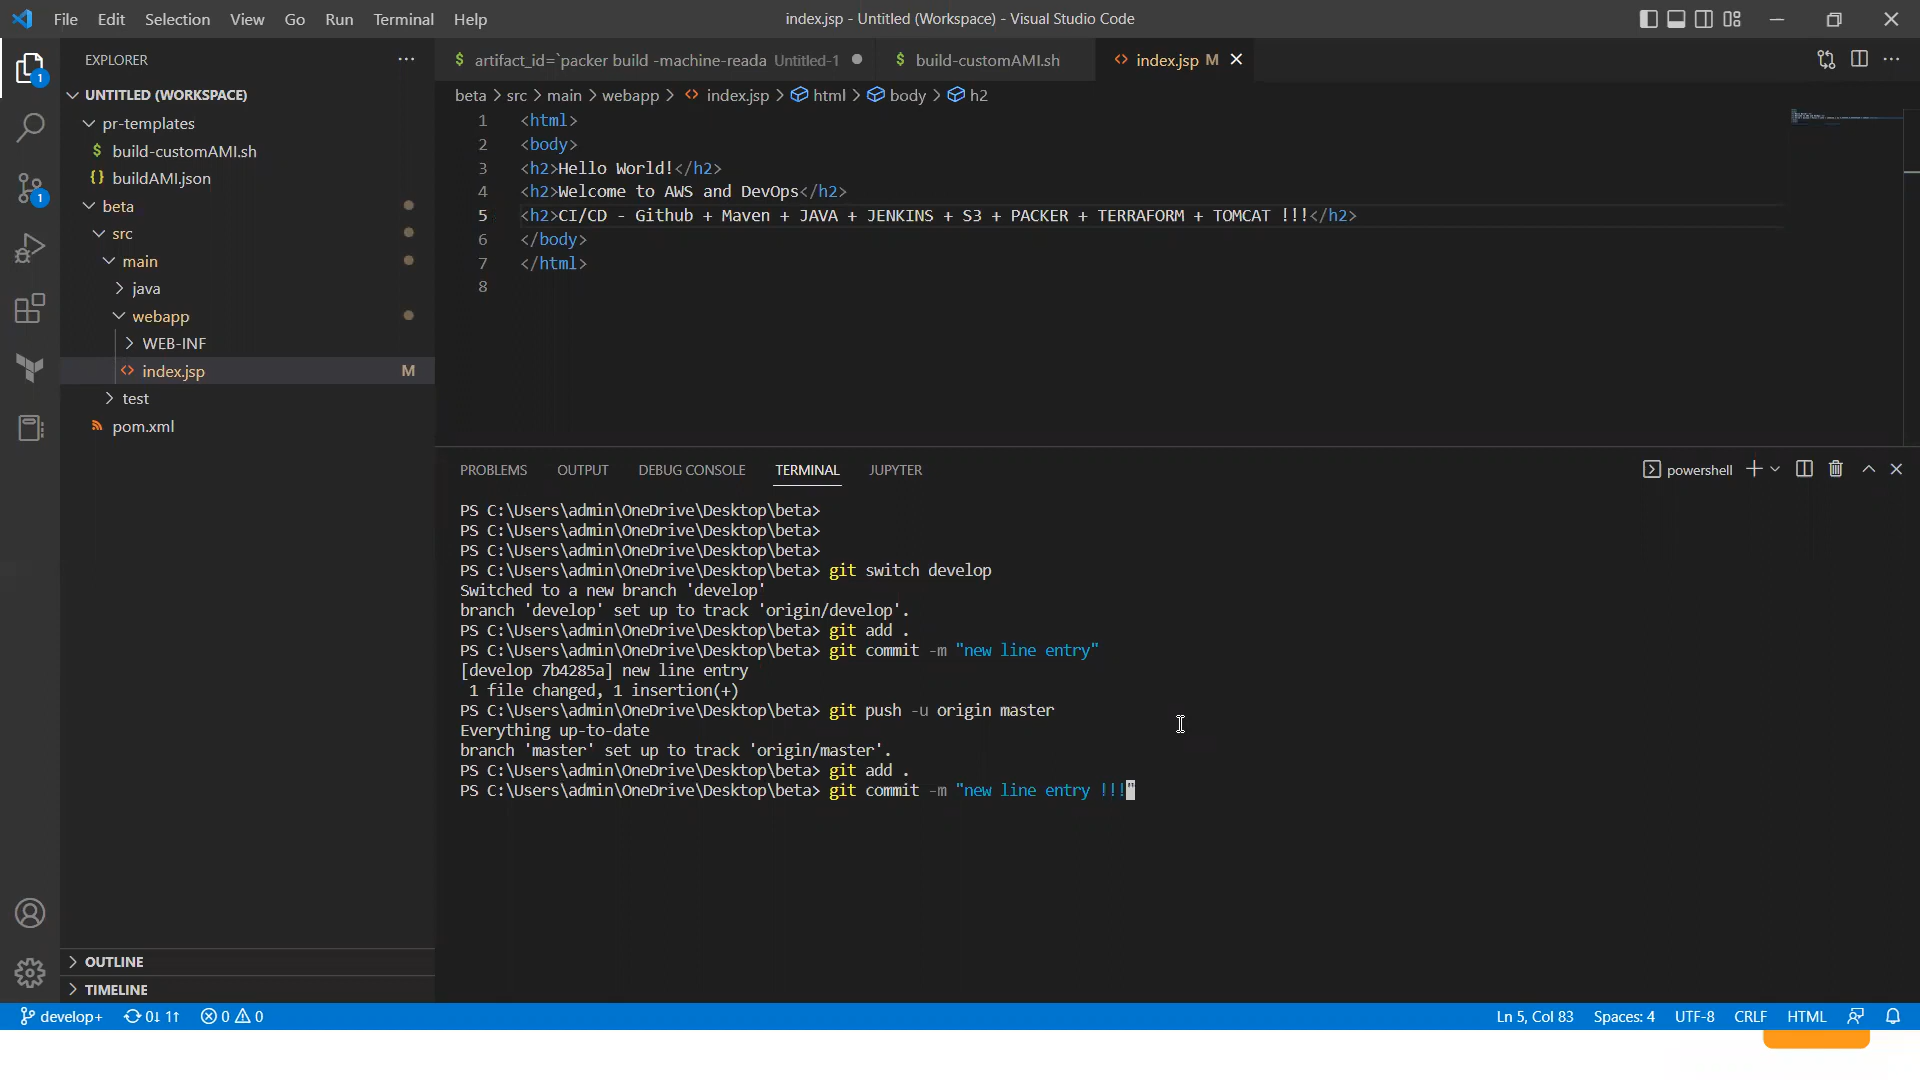 File Edit Selection View Go Run Terminal Help
index.jsp - Untitled (Workspace) - Visual Studio Code
EXPLORER
1
UNTITLED (WORKSPACE)
pr-templates
$ build-customAMI.sh
{} buildAMI.json
1
beta
src
main
java
webapp
WEB-INF
<> index.jsp M
test
pom.xml
OUTLINE
TIMELINE
$ artifact_id=`packer build -machine-reada Untitled-1
$ build-customAMI.sh
<> index.jsp M
beta > src > main > webapp > <> index.jsp > html > body > h2
1 <html>
2 <body>
3 <h2>Hello World!</h2>
4 <h2>Welcome to AWS and DevOps</h2>
5 <h2>CI/CD - Github + Maven + JAVA + JENKINS + S3 + PACKER + TERRAFORM + TOMCAT !!!</h2>
6 </body>
7 </html>
8
PROBLEMS OUTPUT DEBUG CONSOLE TERMINAL JUPYTER
powershell
PS C:\Users\admin\OneDrive\Desktop\beta>
PS C:\Users\admin\OneDrive\Desktop\beta>
PS C:\Users\admin\OneDrive\Desktop\beta>
PS C:\Users\admin\OneDrive\Desktop\beta> git switch develop
Switched to a new branch 'develop'
branch 'develop' set up to track 'origin/develop'.
PS C:\Users\admin\OneDrive\Desktop\beta> git add .
PS C:\Users\admin\OneDrive\Desktop\beta> git commit -m "new line entry"
[develop 7b4285a] new line entry
1 file changed, 1 insertion(+)
PS C:\Users\admin\OneDrive\Desktop\beta> git push -u origin master
Everything up-to-date
branch 'master' set up to track 'origin/master'.
PS C:\Users\admin\OneDrive\Desktop\beta> git add .
PS C:\Users\admin\OneDrive\Desktop\beta> git commit -m "new line entry !!!"
develop+ 0↓ 1↑ 0 0
Ln 5, Col 83 Spaces: 4 UTF-8 CRLF HTML